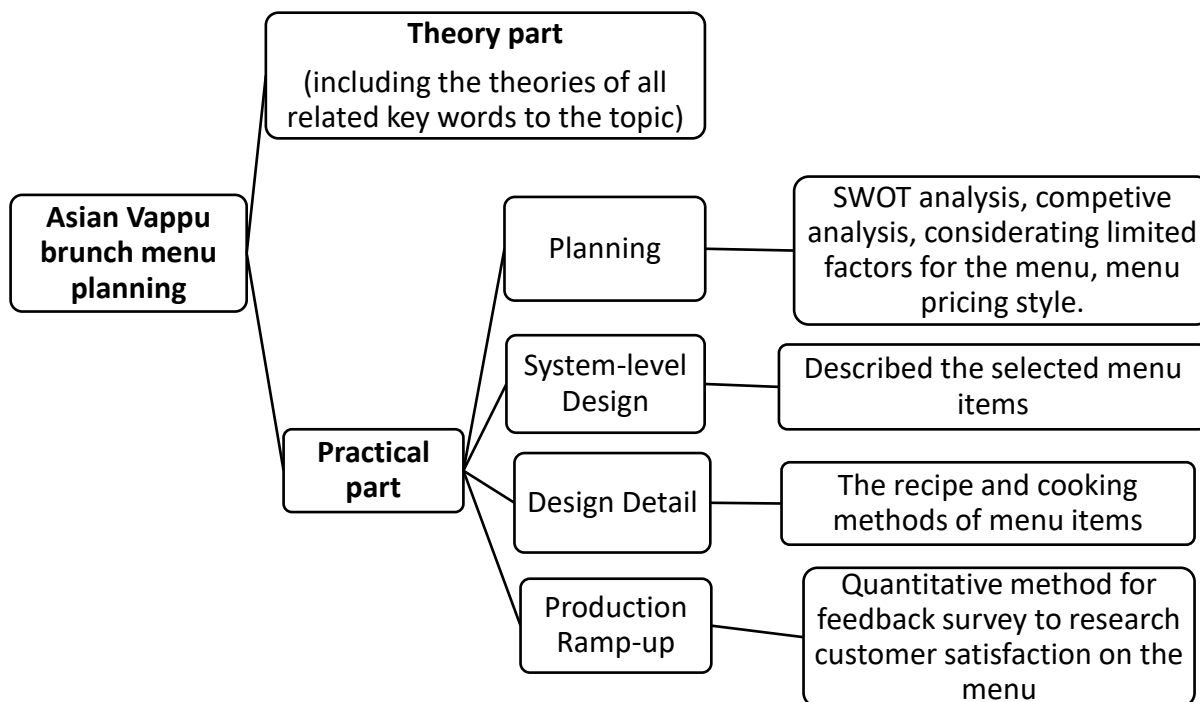 Theory part
(including the theories of all
related key words to the topic)
Asian Vappu
brunch menu
planning
Practical
part
Planning
SWOT analysis, competive
analysis, considerating limited
factors for the menu, menu
pricing style.
System-level
Design
Described the selected menu
items
Design Detail
The recipe and cooking
methods of menu items
Production
Ramp-up
Quantitative method for
feedback survey to research
customer satisfaction on the
menu